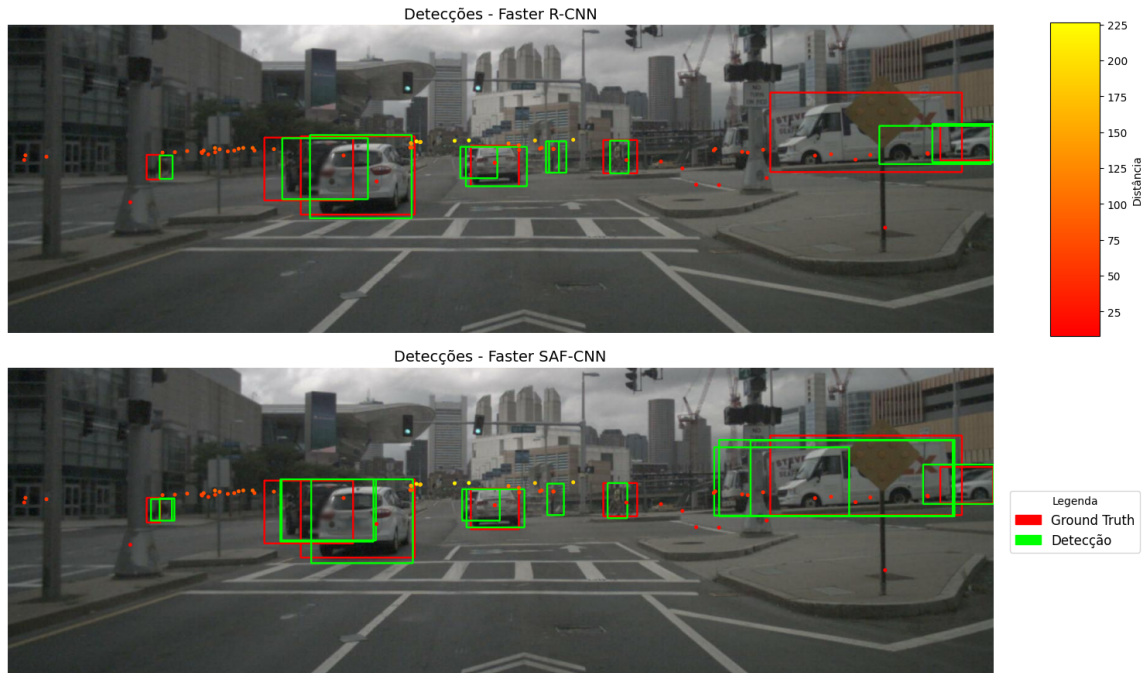 Detecções - Faster R-CNN
225
200
175
150
125
100
75
50
25
Distância
Detecções - Faster SAF-CNN
Legenda
Ground Truth
Detecção